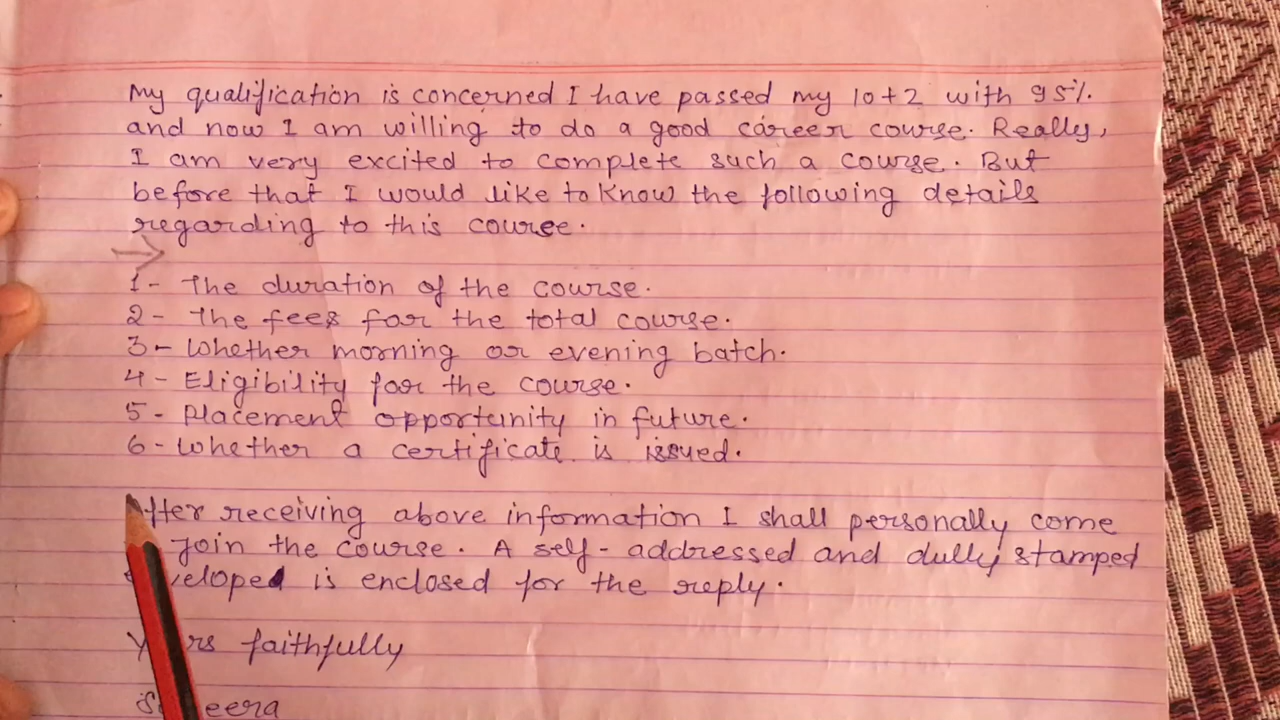 My qualification is concerned I have passed my 10+2 with 95%.
and now I am willing to do a good career course. Really,
I am very excited to complete such a course. But
before that I would like to know the following details
regarding to this course.
→
1- The duration of the course.
2- The fees for the total course.
3- Whether morning or evening batch.
4- Eligibility for the course.
5- Placement opportunity in future.
6- Whether a certificate is issued.
After receiving above information I shall personally come
join the course. A self-addressed and dully stamped
is enclosed for the reply.
faithfully